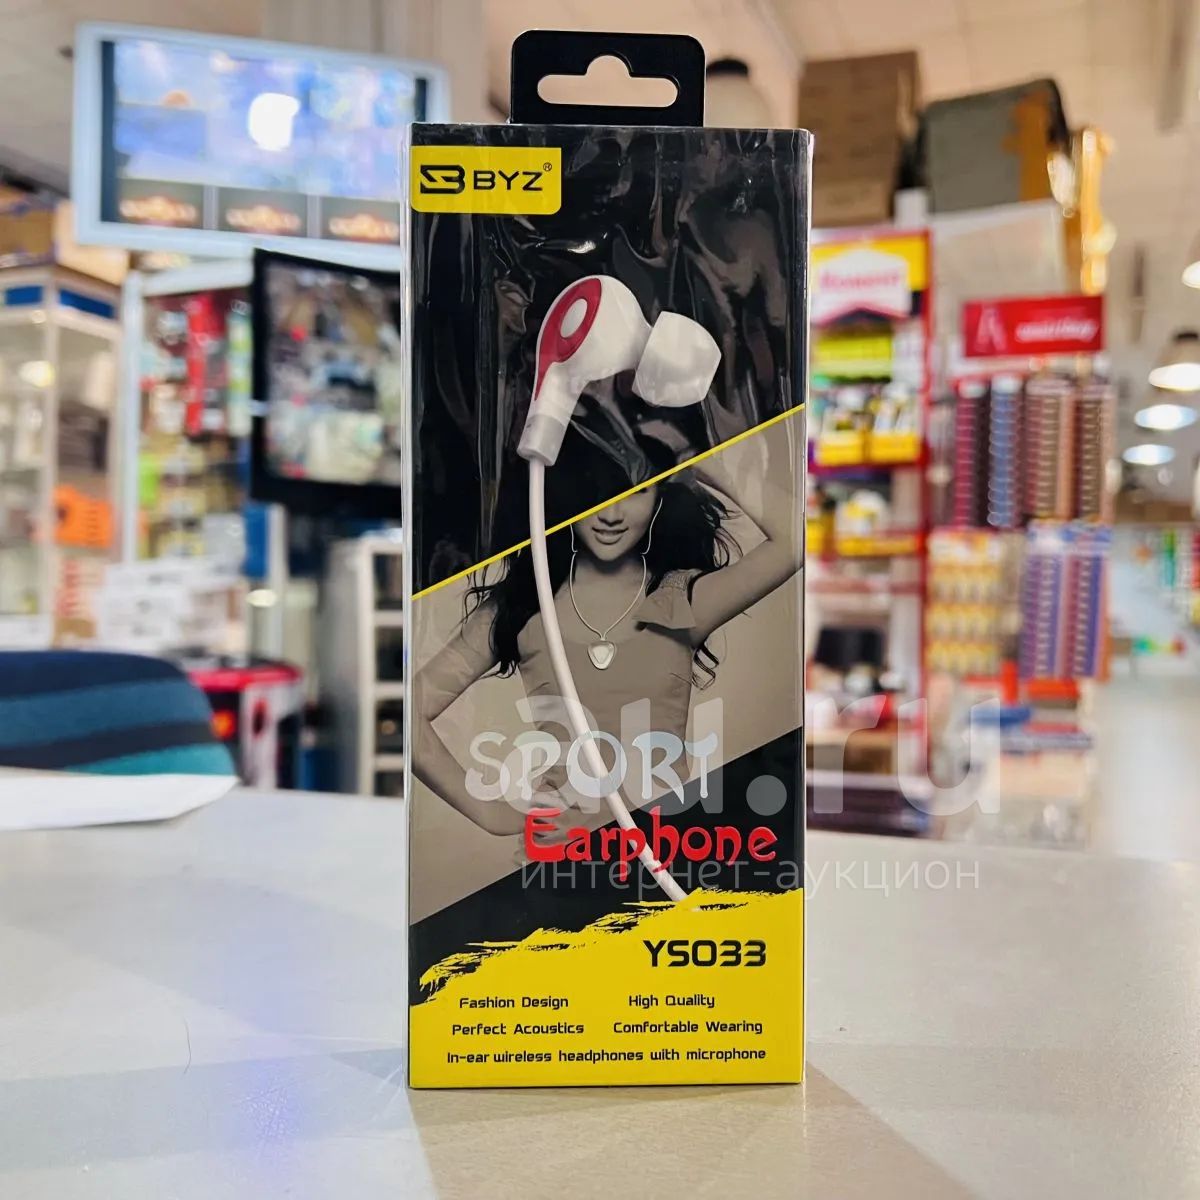 BYZ®
SPORT
Earphone
au.ru
интернет-аукцион
YS033
Fashion Design High Quality
Perfect Acoustics Comfortable Wearing
In-ear wireless headphones with microphone